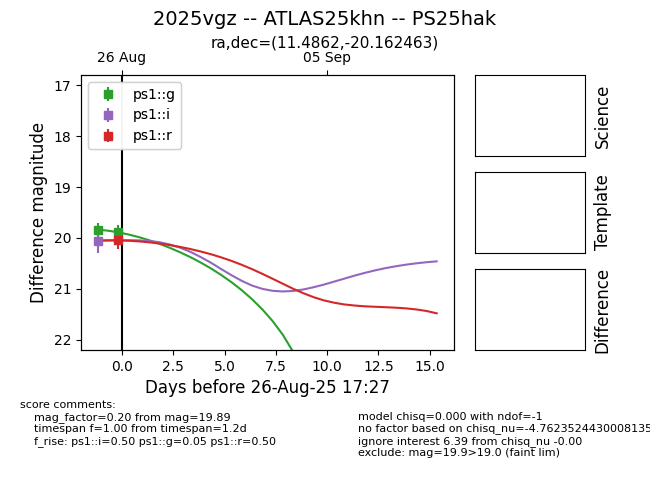 2025vgz -- ATLAS25khn -- PS25hak
ra,dec=(11.4862,-20.162463)
26 Aug
05 Sep
ps1::g
ps1::i
ps1::r
17
18
19
20
21
22
Difference magnitude
0.0
2.5
5.0
7.5
10.0
12.5
15.0
Days before 26-Aug-25 17:27
Science
Template
Difference
score comments:
mag_factor=0.20 from mag=19.89
timespan f=1.00 from timespan=1.2d
f_rise: ps1::i=0.50 ps1::g=0.05 ps1::r=0.50
model chisq=0.000 with ndof=-1
no factor based on chisq_nu=-4.7623524430008135
ignore interest 6.39 from chisq_nu -0.00
exclude: mag=19.9>19.0 (faint lim)